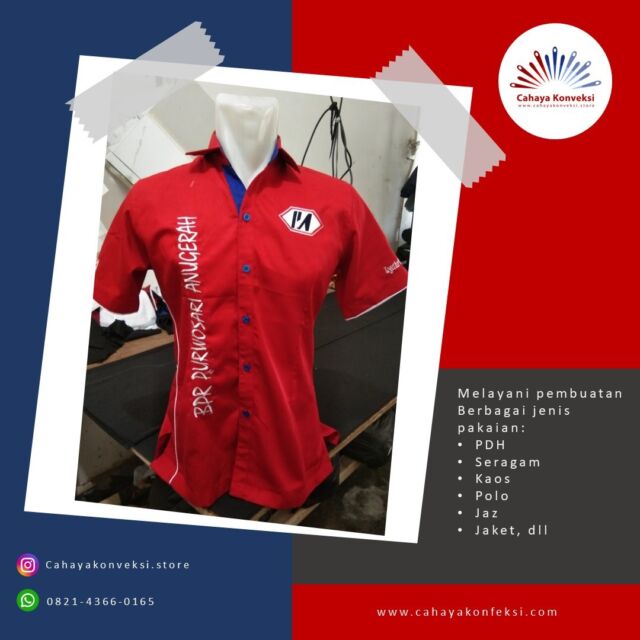 Cahaya Konveksi
www.cahayakonveksi.store
BPR PURWOSARI ANUGERAH
Melayani pembuatan
Berbagai jenis
pakaian:
• PDH
• Seragam
• Kaos
• Polo
• Jaz
• Jaket, dll
Cahayakonveksi.store
0821-4366-0165
www.cahayakonfeksi.com